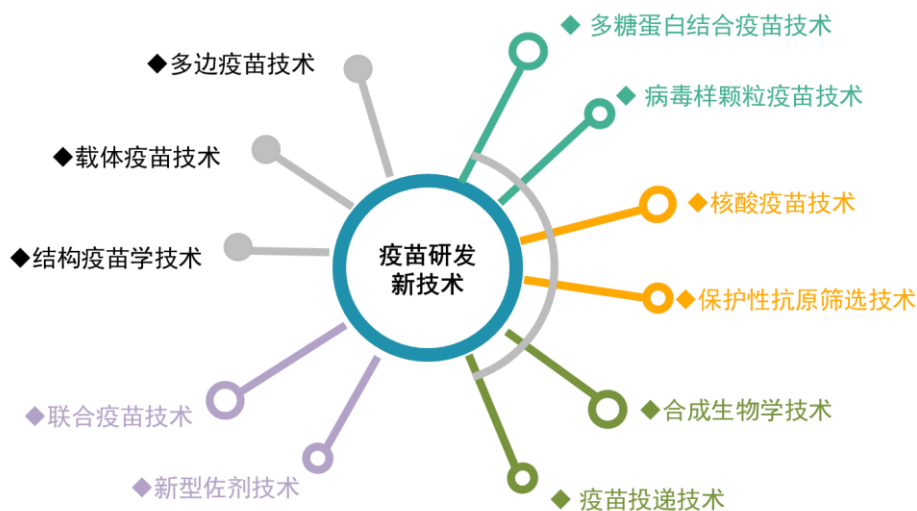 ◆ 多糖蛋白结合疫苗技术
◆多边疫苗技术
◆ 病毒样颗粒疫苗技术
◆载体疫苗技术
◆核酸疫苗技术
◆结构疫苗学技术
疫苗研发
新技术
◆保护性抗原筛选技术
◆联合疫苗技术
◆合成生物学技术
◆新型佐剂技术
◆ 疫苗投递技术